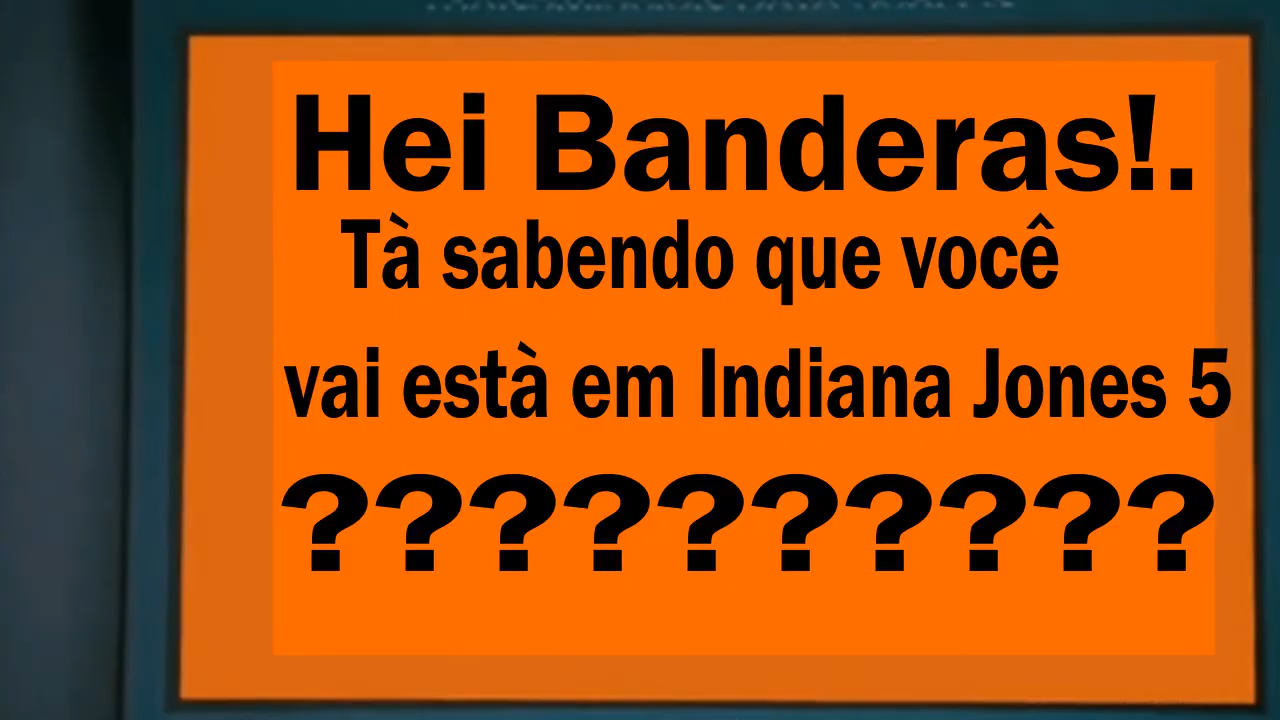 Hei Banderas!.
Tà sabendo que você
vai està em Indiana Jones 5
??????????